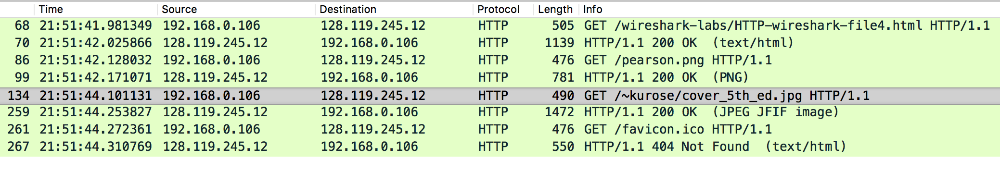 Time Source Destination Protocol Length Info
68 21:51:41.981349 192.168.0.106 128.119.245.12 HTTP 505 GET /wireshark-labs/HTTP-wireshark-file4.html HTTP/1.1
70 21:51:42.025866 128.119.245.12 192.168.0.106 HTTP 1139 HTTP/1.1 200 OK (text/html)
86 21:51:42.128032 192.168.0.106 128.119.245.12 HTTP 476 GET /pearson.png HTTP/1.1
99 21:51:42.171071 128.119.245.12 192.168.0.106 HTTP 781 HTTP/1.1 200 OK (PNG)
134 21:51:44.101131 192.168.0.106 128.119.245.12 HTTP 490 GET /~kurose/cover_5th_ed.jpg HTTP/1.1
259 21:51:44.253827 128.119.245.12 192.168.0.106 HTTP 1472 HTTP/1.1 200 OK (JPEG JFIF image)
261 21:51:44.272361 192.168.0.106 128.119.245.12 HTTP 476 GET /favicon.ico HTTP/1.1
267 21:51:44.310769 128.119.245.12 192.168.0.106 HTTP 550 HTTP/1.1 404 Not Found (text/html)